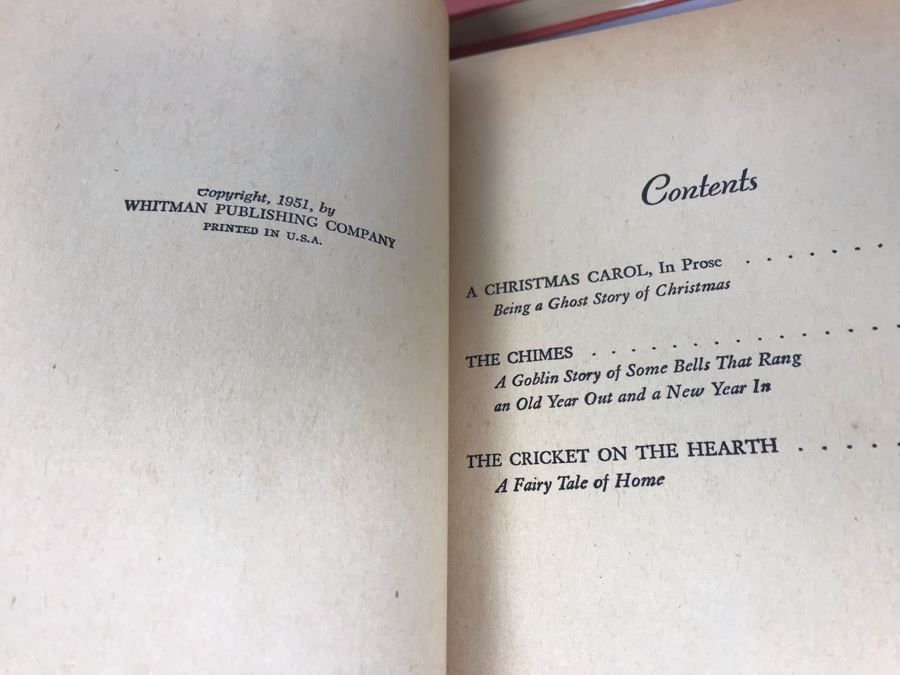 Copyright, 1951, by
WHITMAN PUBLISHING COMPANY
PRINTED IN U.S.A.
Contents
A CHRISTMAS CAROL, In Prose . . . . . . .
Being a Ghost Story of Christmas
THE CHIMES . . . . . . . . . . . . . .
A Goblin Story of Some Bells That Rang
an Old Year Out and a New Year In
THE CRICKET ON THE HEARTH . . . . .
A Fairy Tale of Home